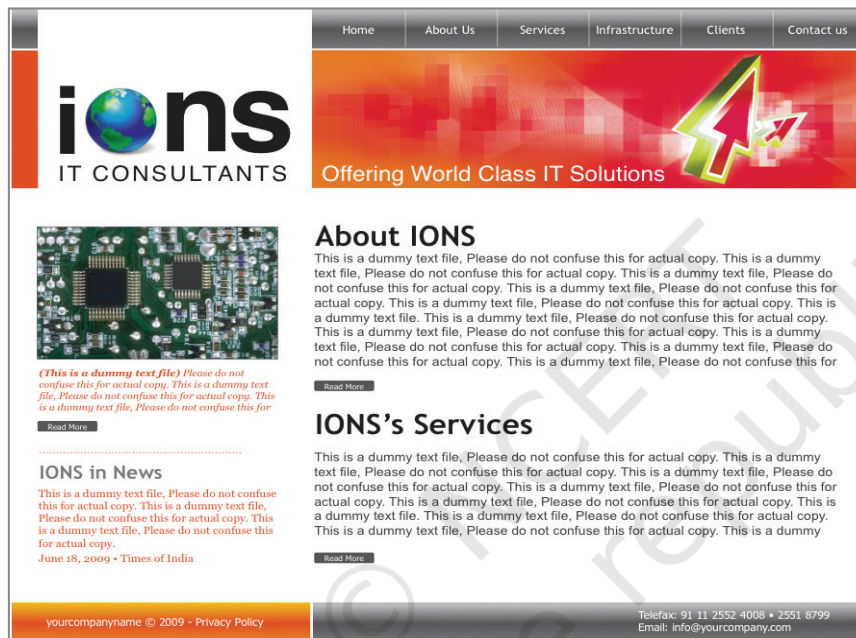 Home About Us Services Infrastructure Clients Contact us
ions
IT CONSULTANTS
Offering World Class IT Solutions
(This is a dummy text file) Please do not
confuse this for actual copy. This is a dummy text
file, Please do not confuse this for actual copy. This
is a dummy text file, Please do not confuse this for
Read More
IONS in News
This is a dummy text file, Please do not confuse
this for actual copy. This is a dummy text file,
Please do not confuse this for actual copy. This
is a dummy text file, Please do not confuse this
for actual copy.
June 18, 2009 • Times of India
About IONS
This is a dummy text file, Please do not confuse this for actual copy. This is a dummy
text file, Please do not confuse this for actual copy. This is a dummy text file, Please do
not confuse this for actual copy. This is a dummy text file, Please do not confuse this for
actual copy. This is a dummy text file, Please do not confuse this for actual copy. This is
a dummy text file. This is a dummy text file, Please do not confuse this for actual copy.
This is a dummy text file, Please do not confuse this for actual copy. This is a dummy
text file, Please do not confuse this for actual copy. This is a dummy text file, Please do
not confuse this for actual copy. This is a dummy text file, Please do not confuse this for
Read More
IONS's Services
This is a dummy text file, Please do not confuse this for actual copy. This is a dummy
text file, Please do not confuse this for actual copy. This is a dummy text file, Please do
not confuse this for actual copy. This is a dummy text file, Please do not confuse this for
actual copy. This is a dummy text file, Please do not confuse this for actual copy. This is
a dummy text file. This is a dummy text file, Please do not confuse this for actual copy.
This is a dummy text file, Please do not confuse this for actual copy. This is a dummy
Read More
yourcompanyname © 2009 - Privacy Policy
Telefax: 91 11 2552 4008 • 2551 8799
Email: info@yourcompany.com
© NCERT